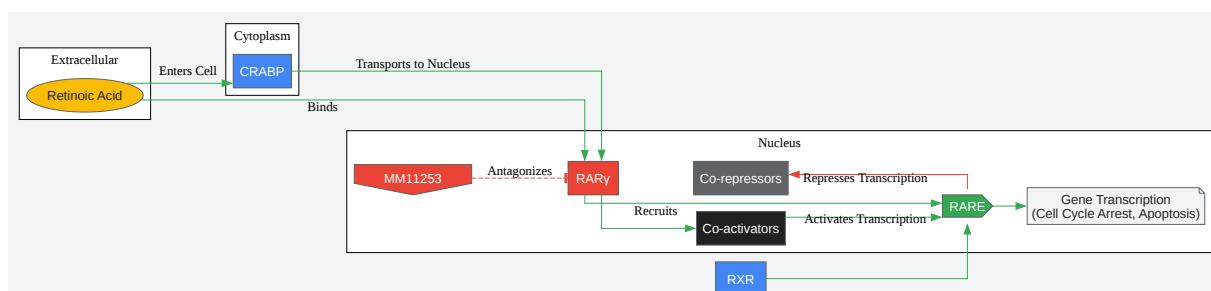 Cytoplasm
Extracellular
Enters Cell
CRABP
Transports to Nucleus
Retinoic Acid
Binds
Nucleus
MM11253
Antagonizes
RARγ
Co-repressors
Represses Transcription
Recruits
Co-activators
Activates Transcription
RARE
Gene Transcription
(Cell Cycle Arrest, Apoptosis)
RXR